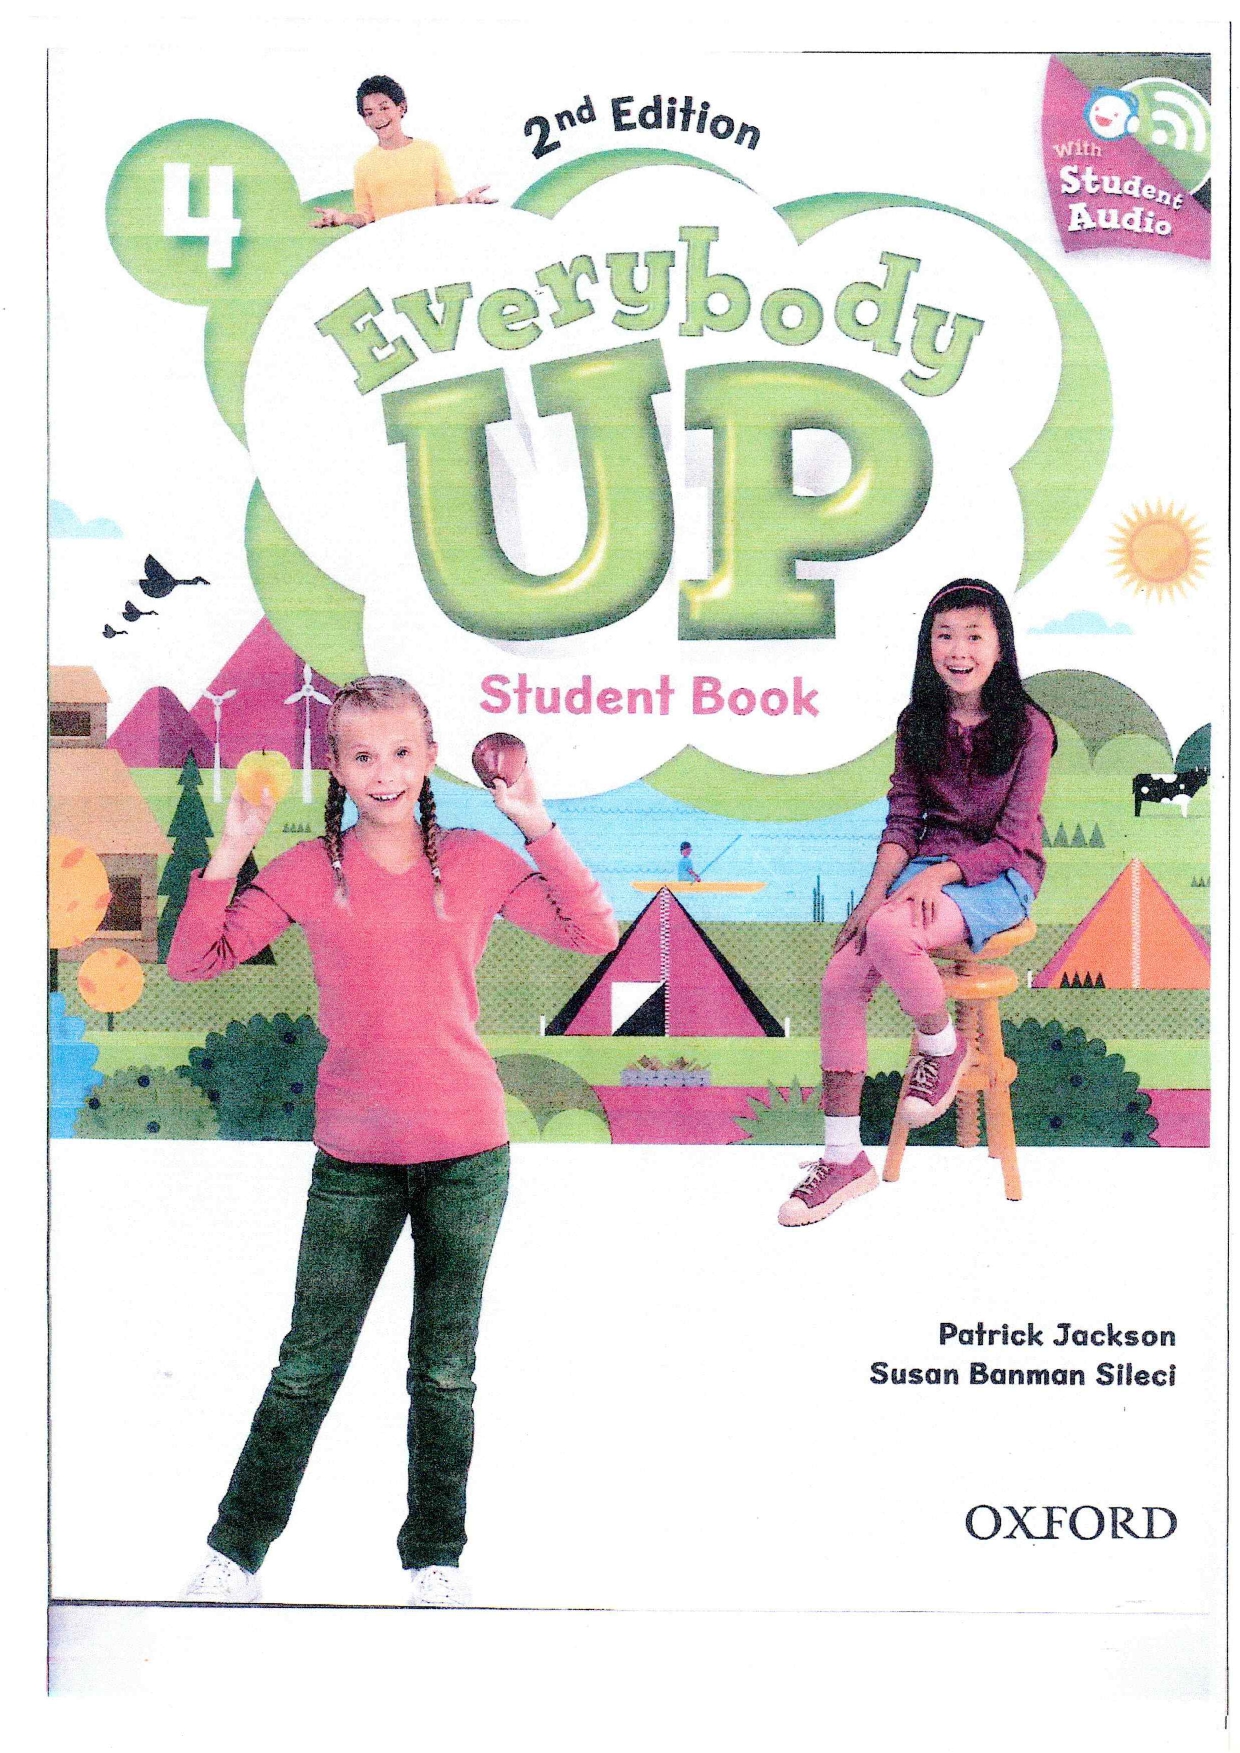 2nd Edition
4
With
Student
Audio
Everybody
UP
Student Book
Patrick Jackson
Susan Banman Sileci
OXFORD